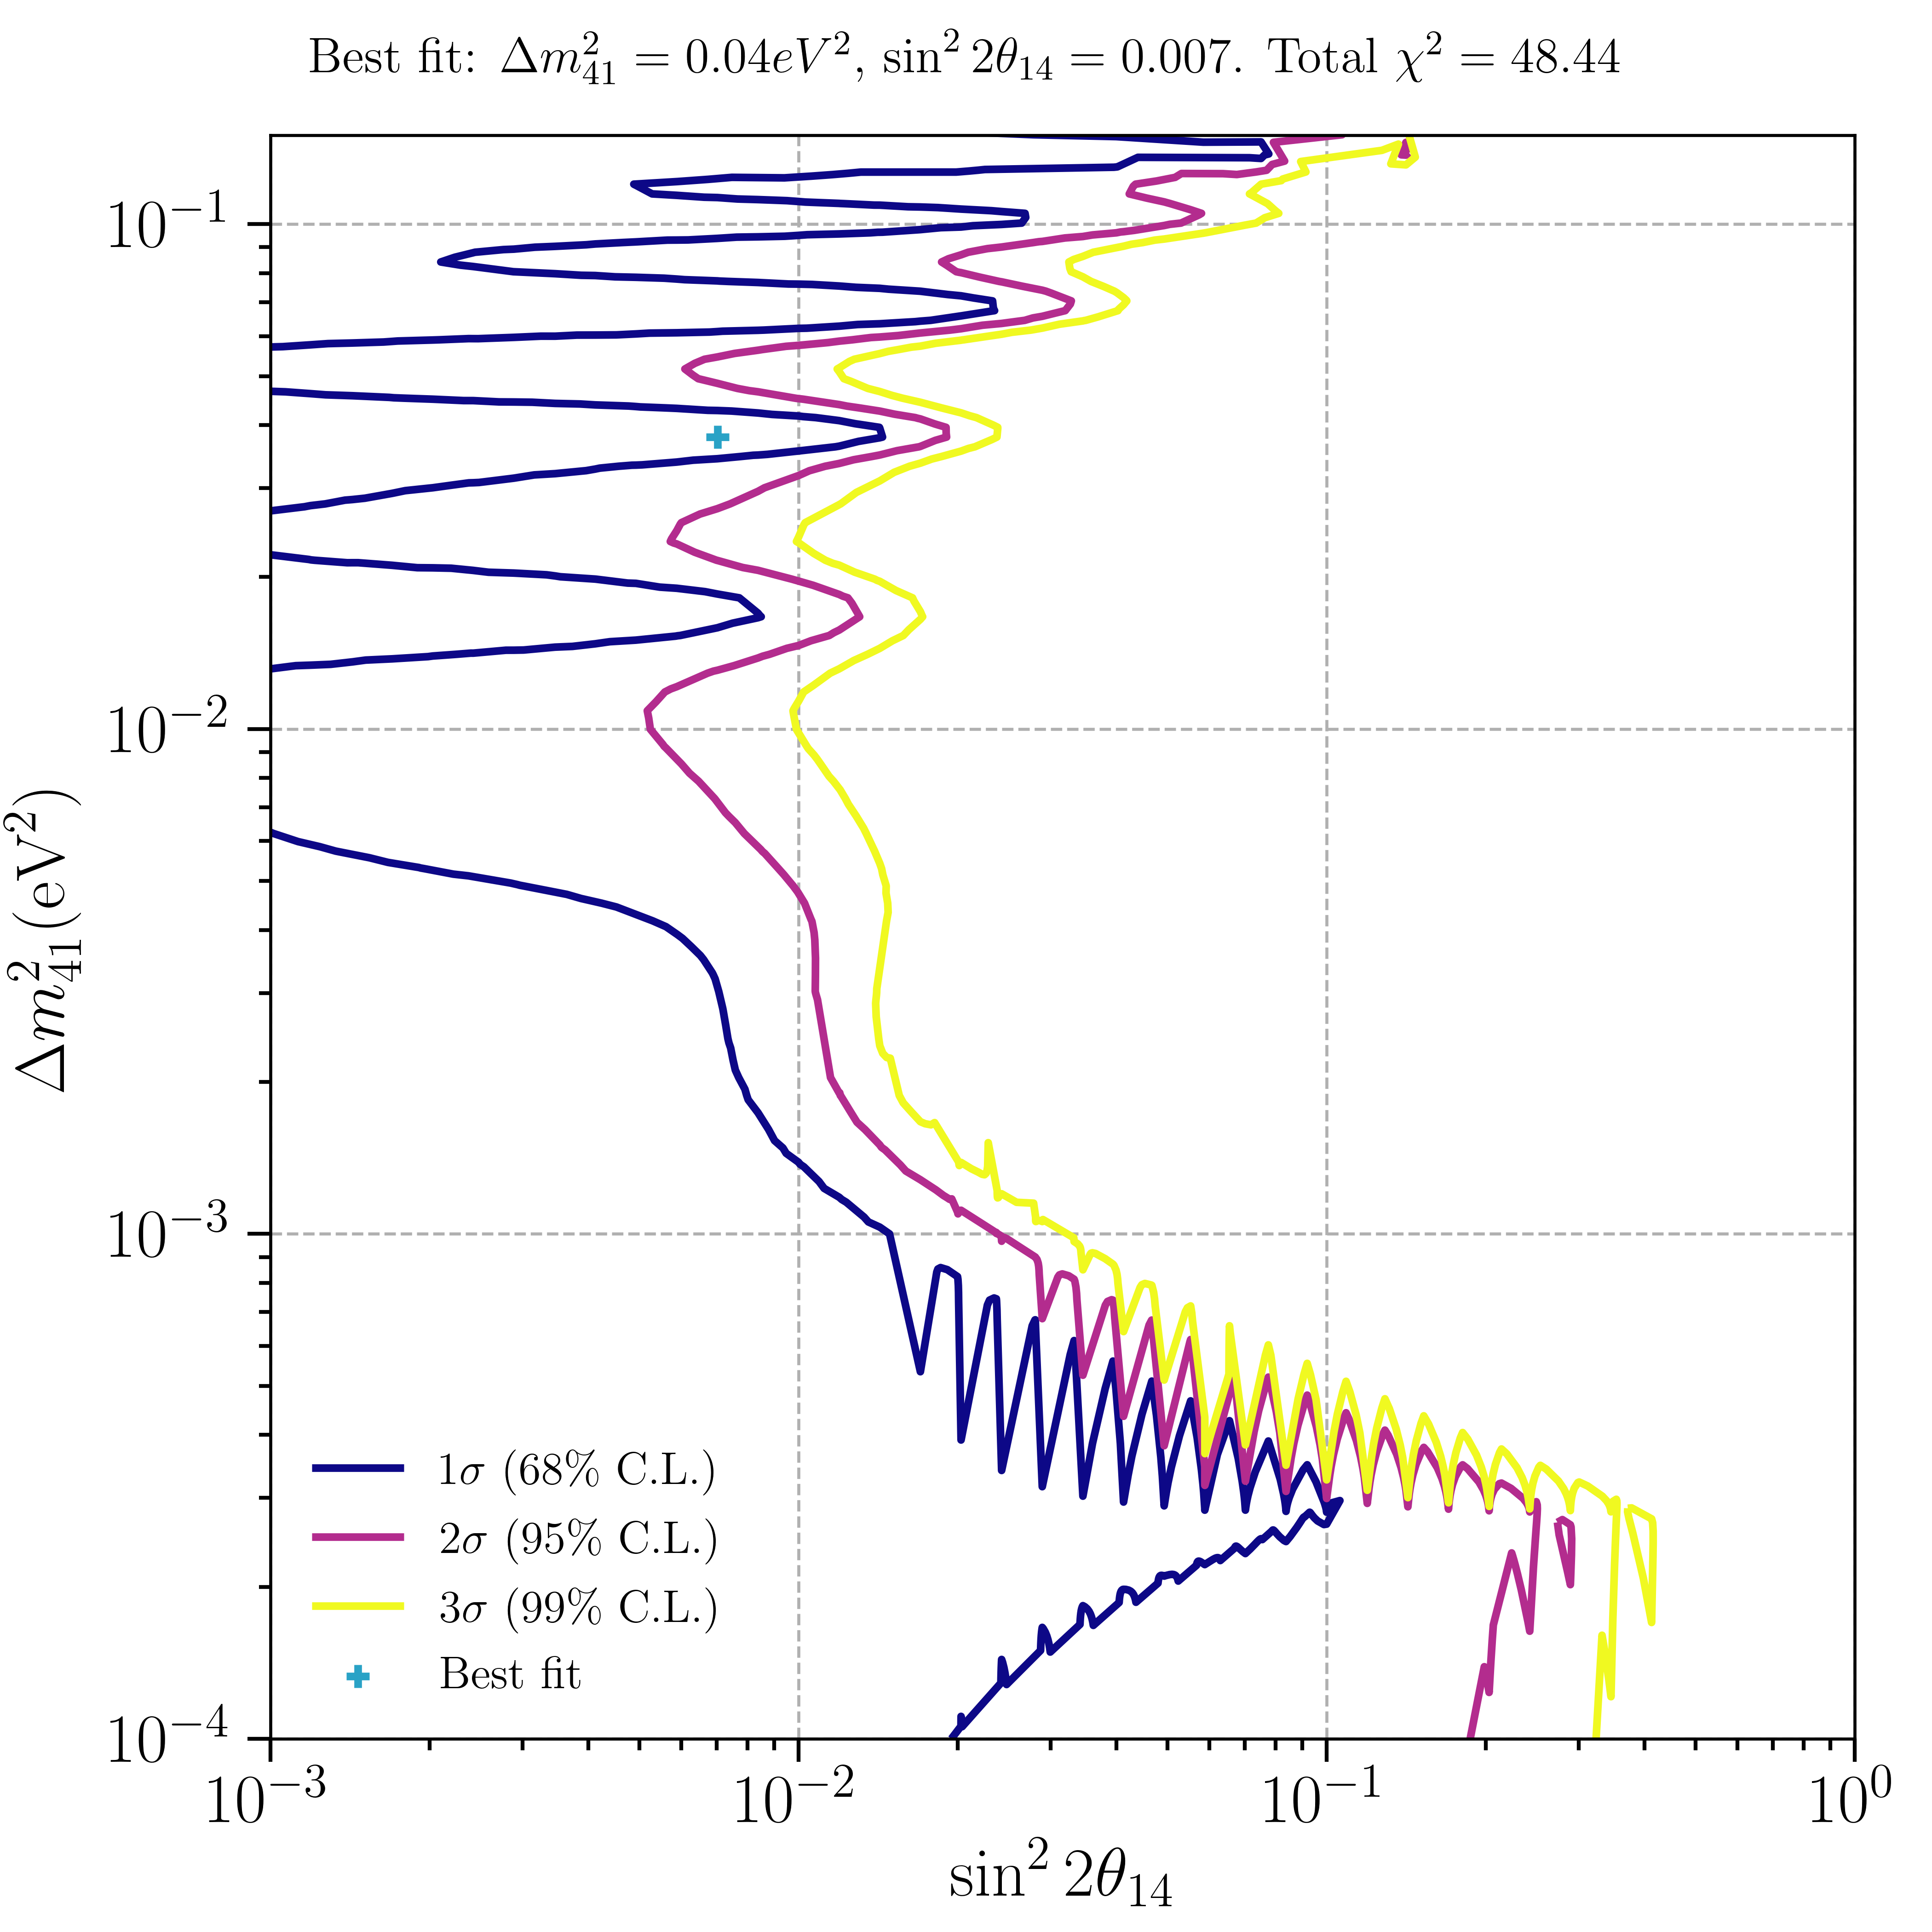 Best fit: Δm²₄₁ = 0.04eV², sin² 2θ₁₄ = 0.007. Total χ² = 48.44
10⁻¹
10⁻²
Δm²₄₁(eV²)
10⁻³
1σ (68% C.L.)
2σ (95% C.L.)
3σ (99% C.L.)
Best fit
10⁻⁴
10⁻³ 10⁻² 10⁻¹ 10⁰
sin² 2θ₁₄